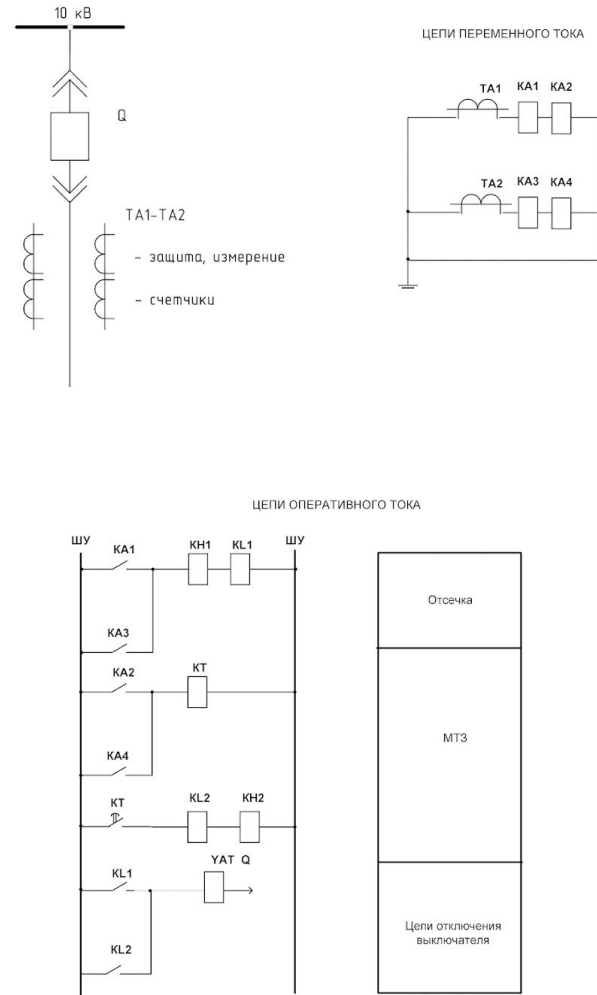 10 кВ
Q
TA1-TA2
- защита, измерение
- счетчики
ЦЕПИ ПЕРЕМЕННОГО ТОКА
TA1 KA1 KA2
TA2 KA3 KA4
ЦЕПИ ОПЕРАТИВНОГО ТОКА
ШУ ШУ
KA1 KH1 KL1
KA3
KA2 KT
KA4
KT KL2 KH2
YAT Q
KL1
KL2
Отсечка
МТЗ
Цепи отключения
выключателя